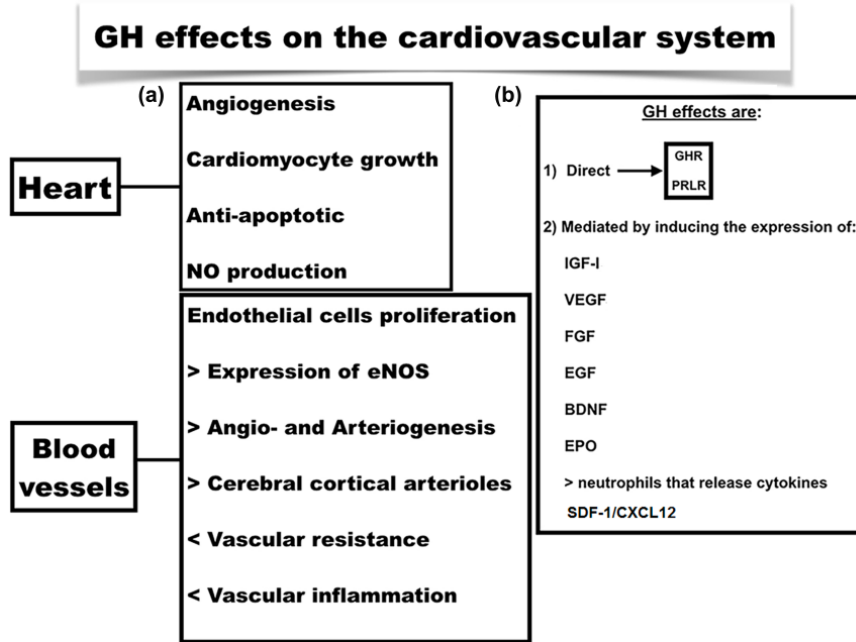 GH effects on the cardiovascular system
(a)
Heart
Angiogenesis
Cardiomyocyte growth
Anti-apoptotic
NO production
Blood
vessels
Endothelial cells proliferation
> Expression of eNOS
> Angio- and Arteriogenesis
> Cerebral cortical arterioles
< Vascular resistance
< Vascular inflammation
(b)
GH effects are:
1) Direct
GHR
PRLR
2) Mediated by inducing the expression of:
IGF-I
VEGF
FGF
EGF
BDNF
EPO
> neutrophils that release cytokines
SDF-1/CXCL12